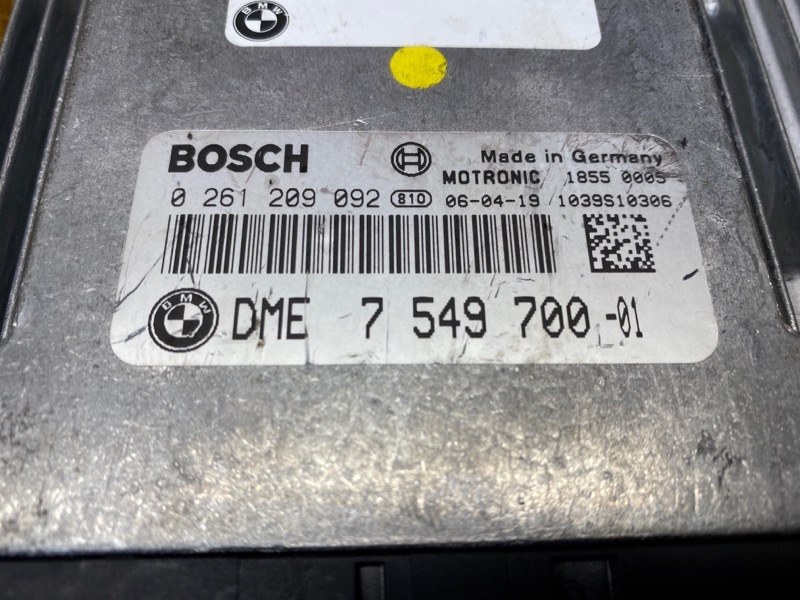 BMW
BOSCH Made in Germany
MOTRONIC 1855 0005
0 261 209 092 810 06-04-19 1039S10306
BMW DME 7 549 700-01